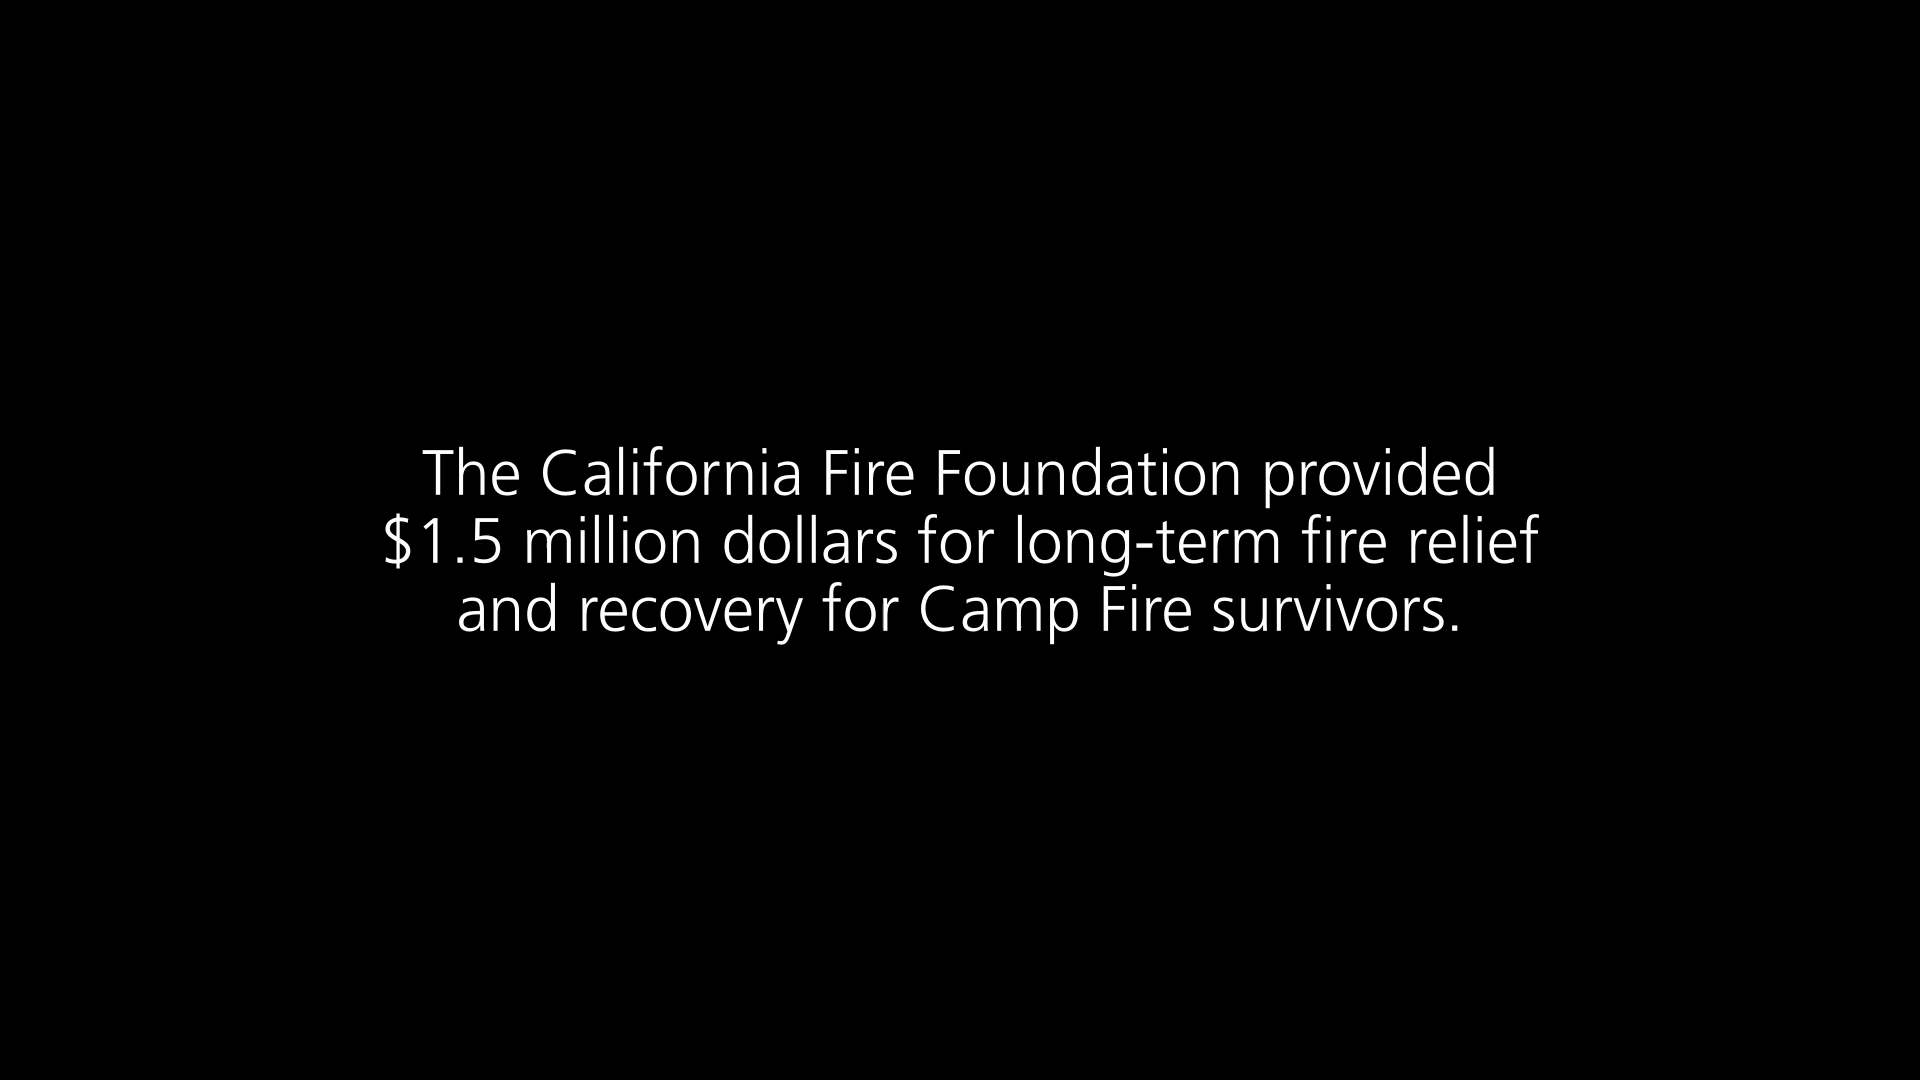 The California Fire Foundation provided
$1.5 million dollars for long-term fire relief
and recovery for Camp Fire survivors.